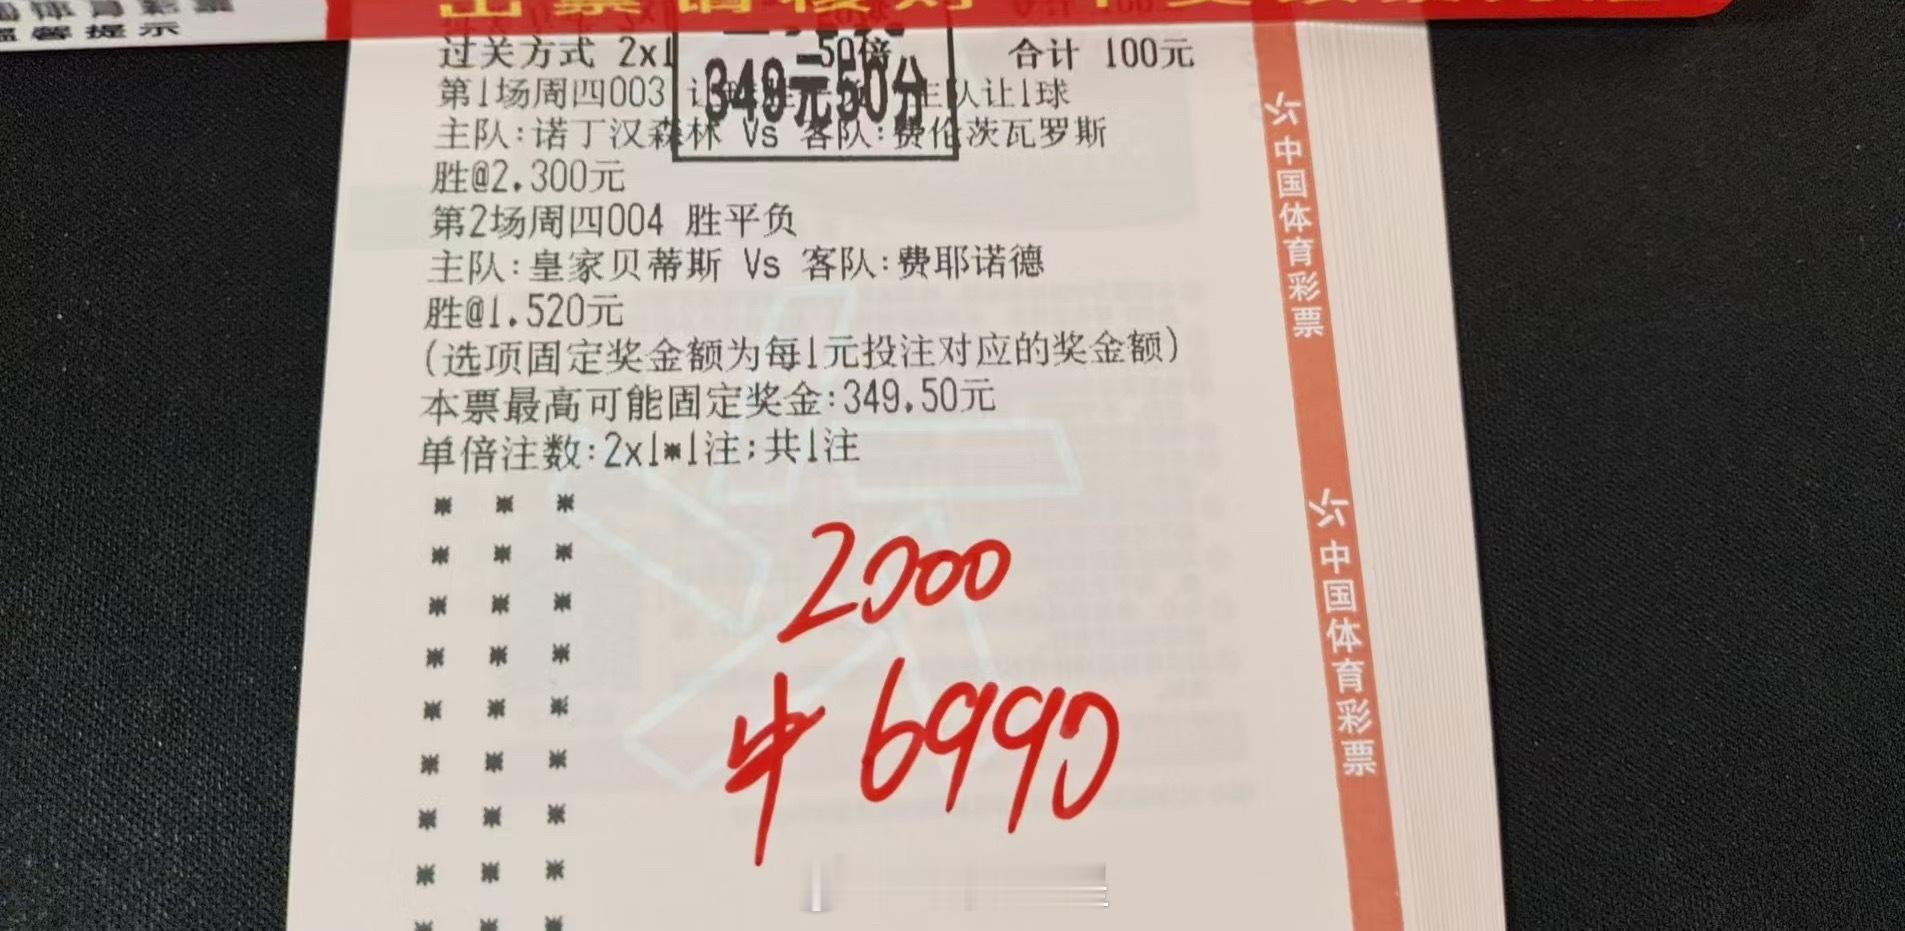 温馨提示
过关方式 2x1 50倍 合计 100元
349元50分
第1场周四003 主队让1球
主队:诺丁汉森林 Vs 客队:费伦茨瓦罗斯
胜@2.300元
第2场周四004 胜平负
主队:皇家贝蒂斯 Vs 客队:费耶诺德
胜@1.520元
(选项固定奖金额为每1元投注对应的奖金额)
本票最高可能固定奖金:349.50元
单倍注数:2x1*1注;共1注
2000
中6990
中国体育彩票
中国体育彩票